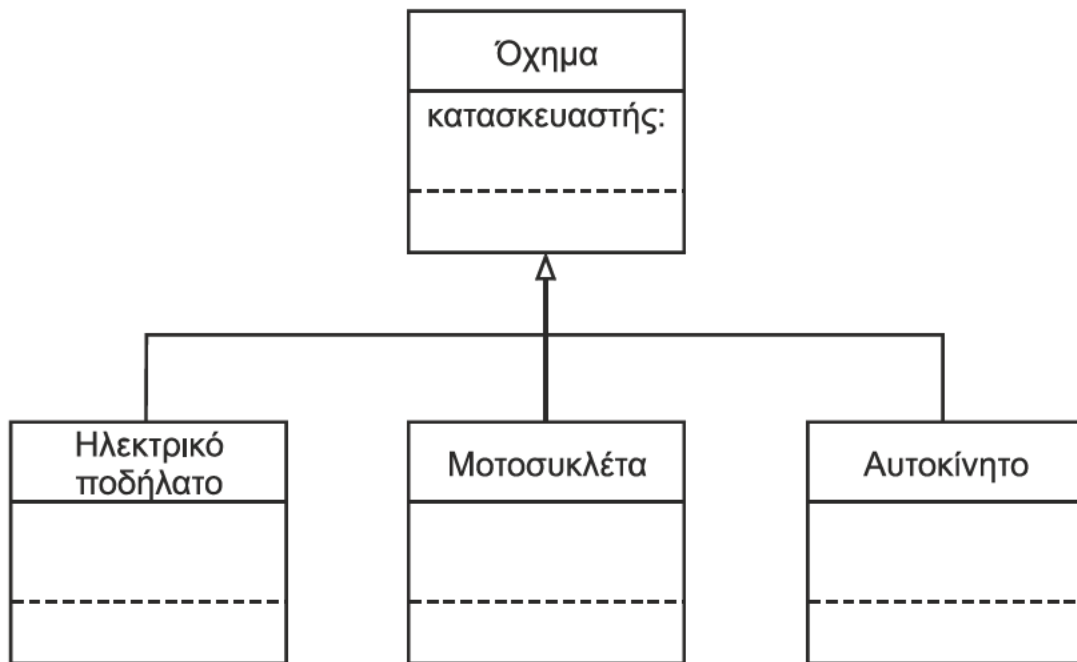 Όχημα
κατασκευαστής:
Ηλεκτρικό
ποδήλατο
Μοτοσυκλέτα
Αυτοκίνητο